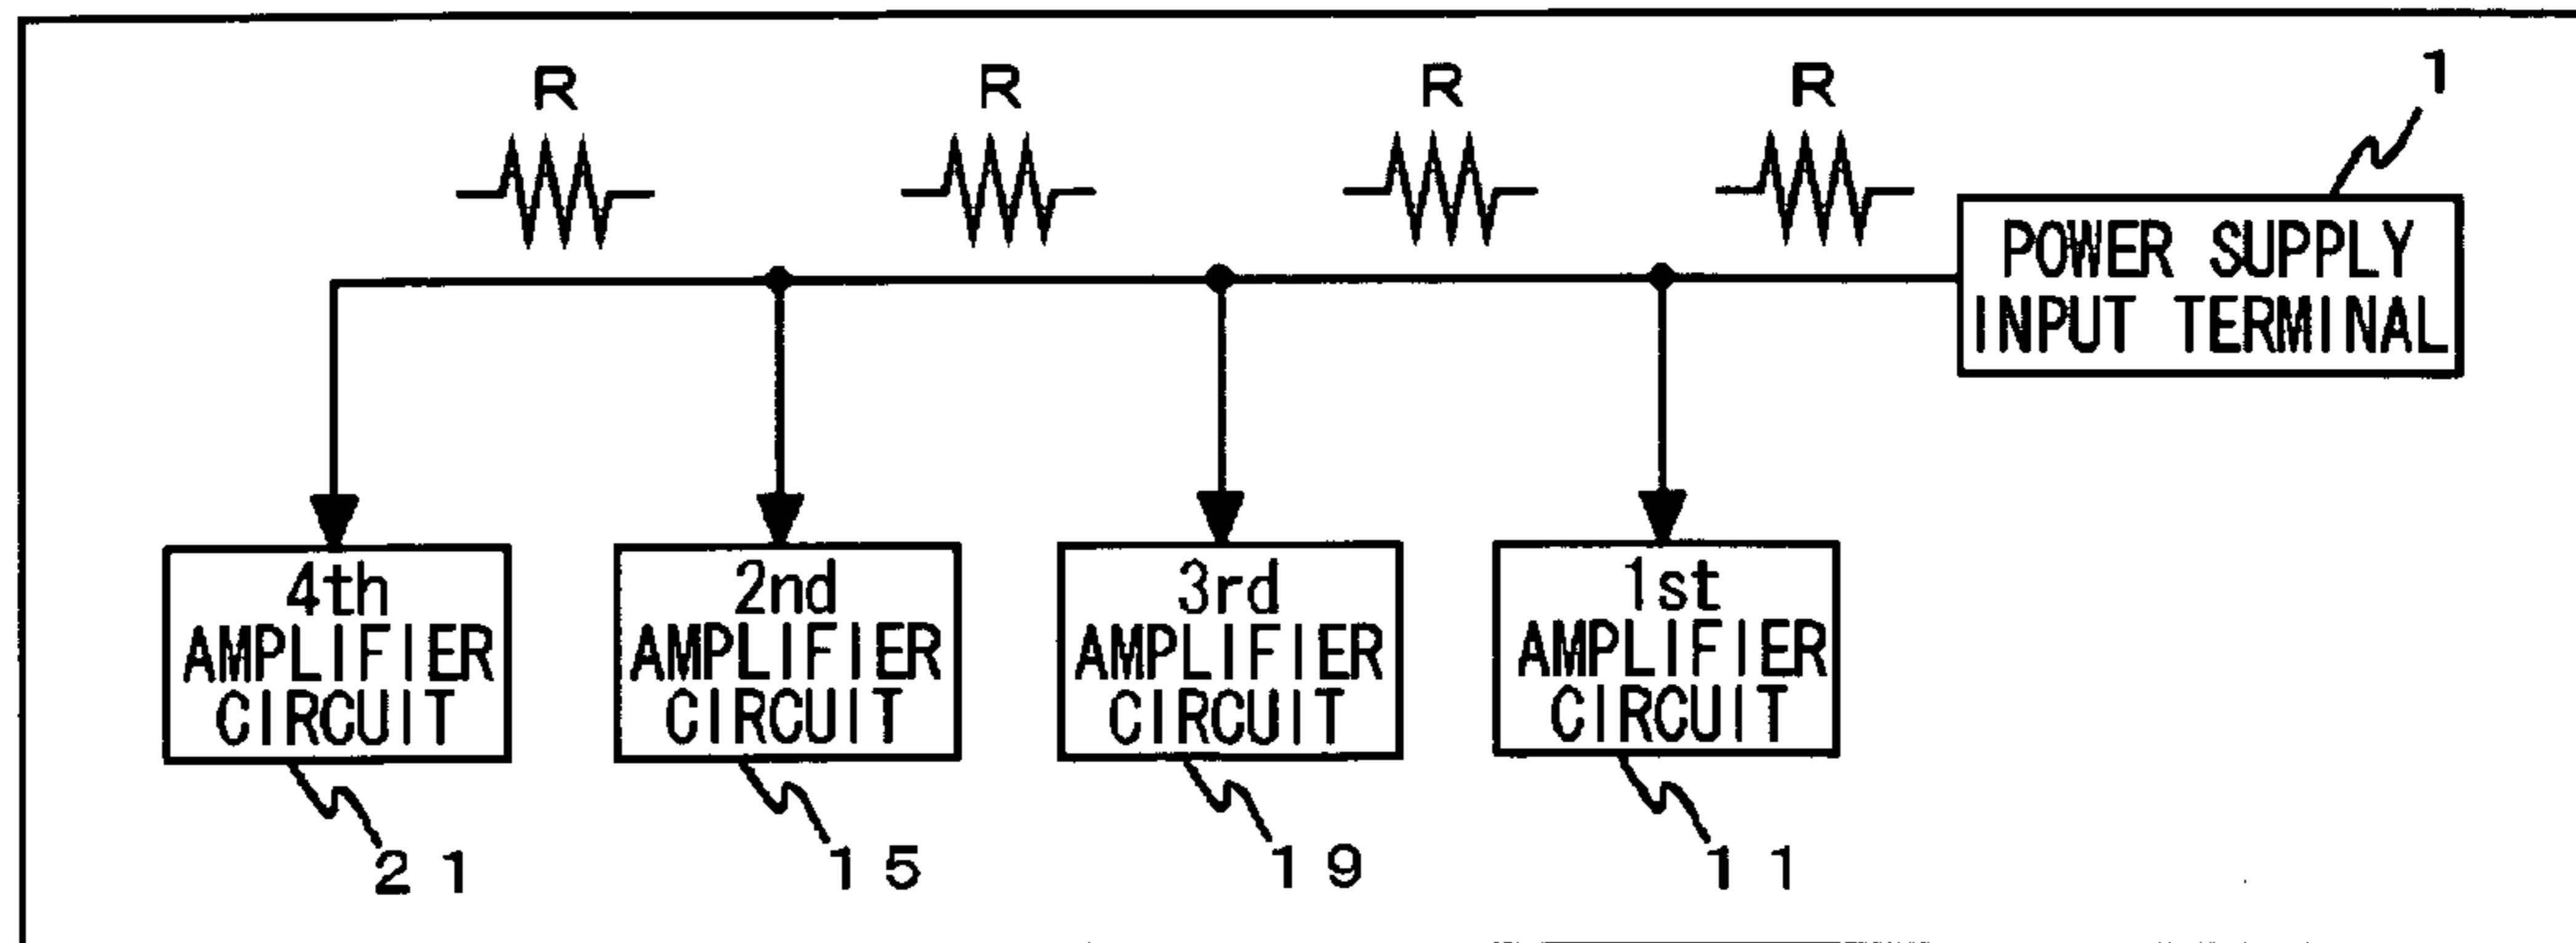 R R R R 1
POWER SUPPLY
INPUT TERMINAL
4th
AMPLIFIER
CIRCUIT
2nd
AMPLIFIER
CIRCUIT
3rd
AMPLIFIER
CIRCUIT
1st
AMPLIFIER
CIRCUIT
21 15 19 11